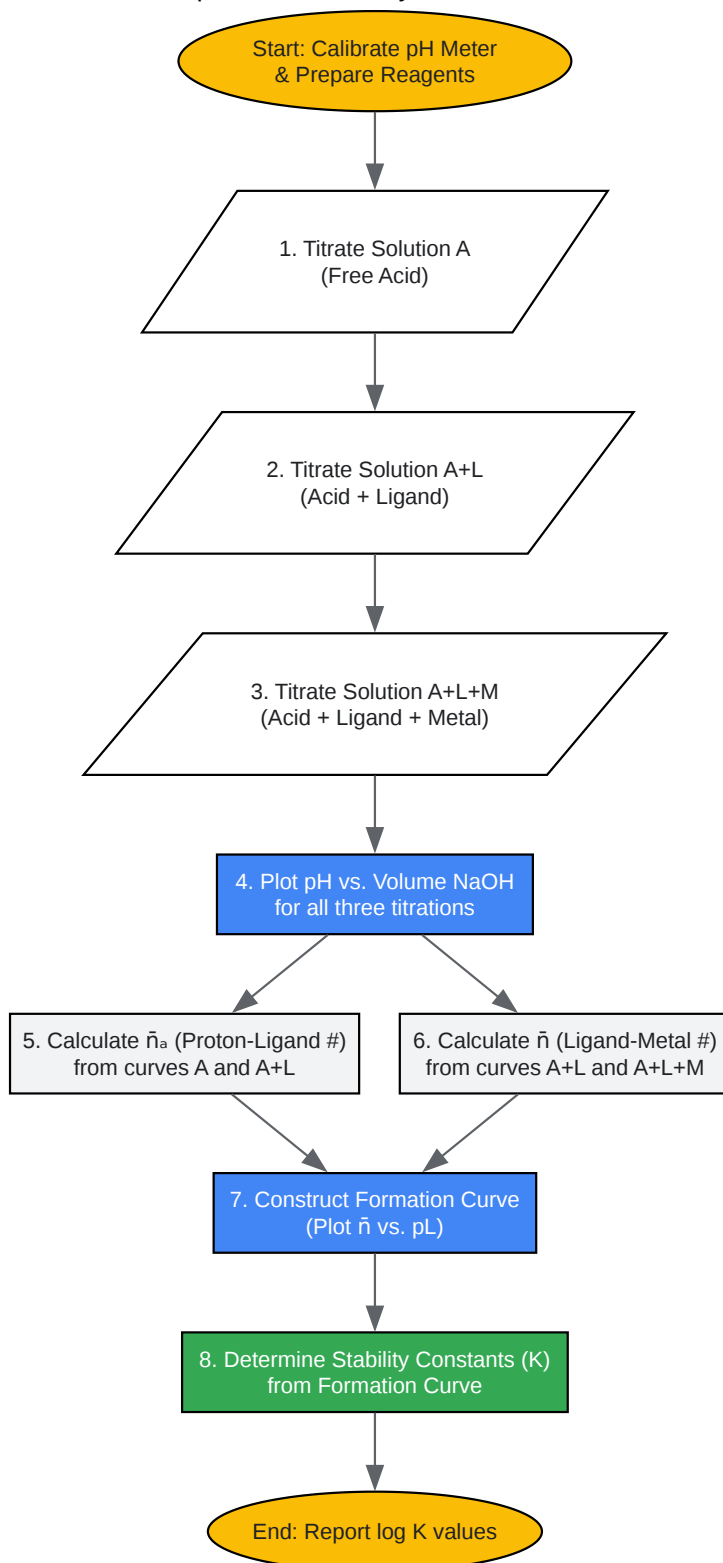 Start: Calibrate pH Meter
& Prepare Reagents
1. Titrate Solution A
(Free Acid)
2. Titrate Solution A+L
(Acid + Ligand)
3. Titrate Solution A+L+M
(Acid + Ligand + Metal)
4. Plot pH vs. Volume NaOH
for all three titrations
5. Calculate n̄ₐ (Proton-Ligand #)
from curves A and A+L
6. Calculate n̄ (Ligand-Metal #)
from curves A+L and A+L+M
7. Construct Formation Curve
(Plot n̄ vs. pL)
8. Determine Stability Constants (K)
from Formation Curve
End: Report log K values